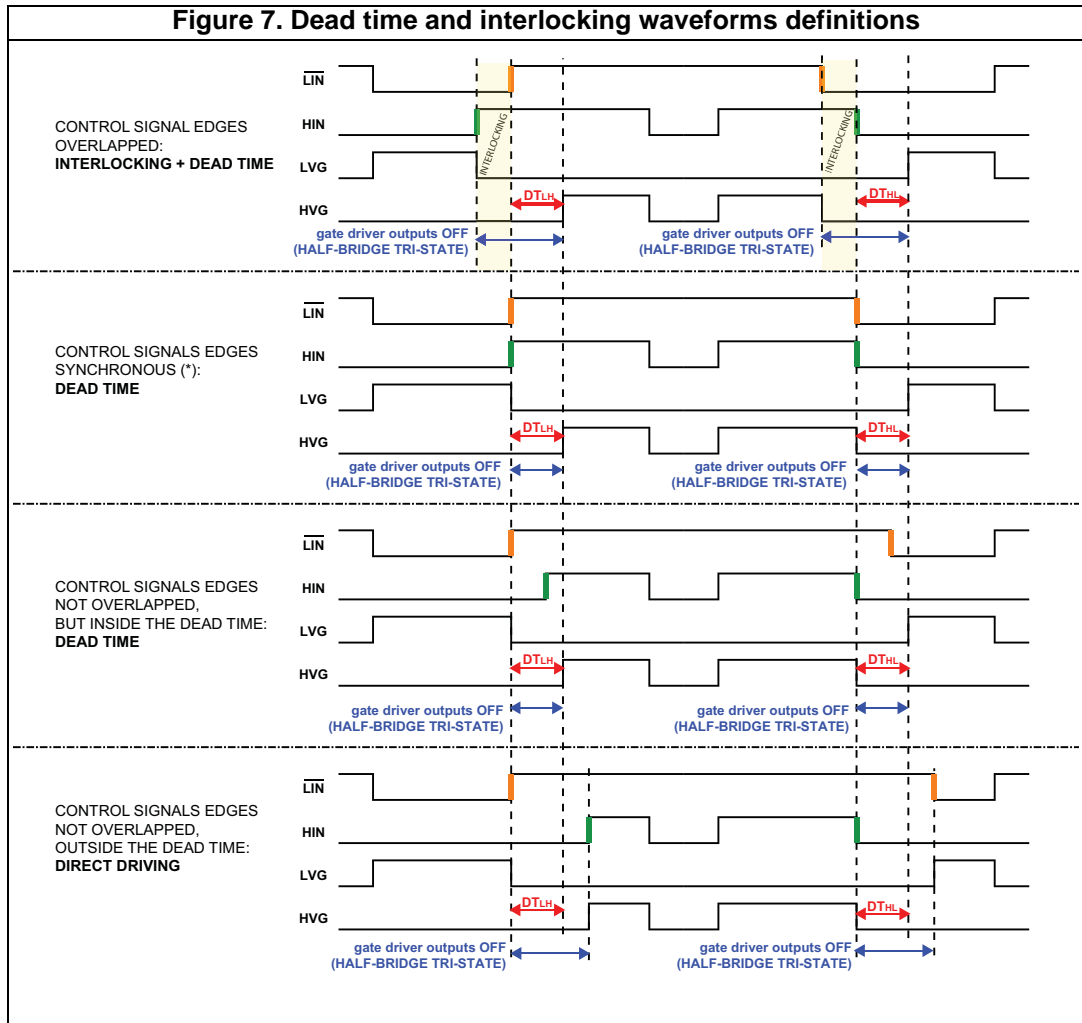 Figure 7. Dead time and interlocking waveforms definitions
LIN
HIN
LVG
HVG
CONTROL SIGNAL EDGES
OVERLAPPED:
INTERLOCKING + DEAD TIME
INTERLOCKING
INTERLOCKING
DTLH
DTHL
gate driver outputs OFF
(HALF-BRIDGE TRI-STATE)
gate driver outputs OFF
(HALF-BRIDGE TRI-STATE)
LIN
HIN
LVG
HVG
CONTROL SIGNALS EDGES
SYNCHRONOUS (*):
DEAD TIME
DTLH
DTHL
gate driver outputs OFF
(HALF-BRIDGE TRI-STATE)
gate driver outputs OFF
(HALF-BRIDGE TRI-STATE)
LIN
HIN
LVG
HVG
CONTROL SIGNALS EDGES
NOT OVERLAPPED,
BUT INSIDE THE DEAD TIME:
DEAD TIME
DTLH
DTHL
gate driver outputs OFF
(HALF-BRIDGE TRI-STATE)
gate driver outputs OFF
(HALF-BRIDGE TRI-STATE)
LIN
HIN
LVG
HVG
CONTROL SIGNALS EDGES
NOT OVERLAPPED,
OUTSIDE THE DEAD TIME:
DIRECT DRIVING
DTLH
DTHL
gate driver outputs OFF
(HALF-BRIDGE TRI-STATE)
gate driver outputs OFF
(HALF-BRIDGE TRI-STATE)